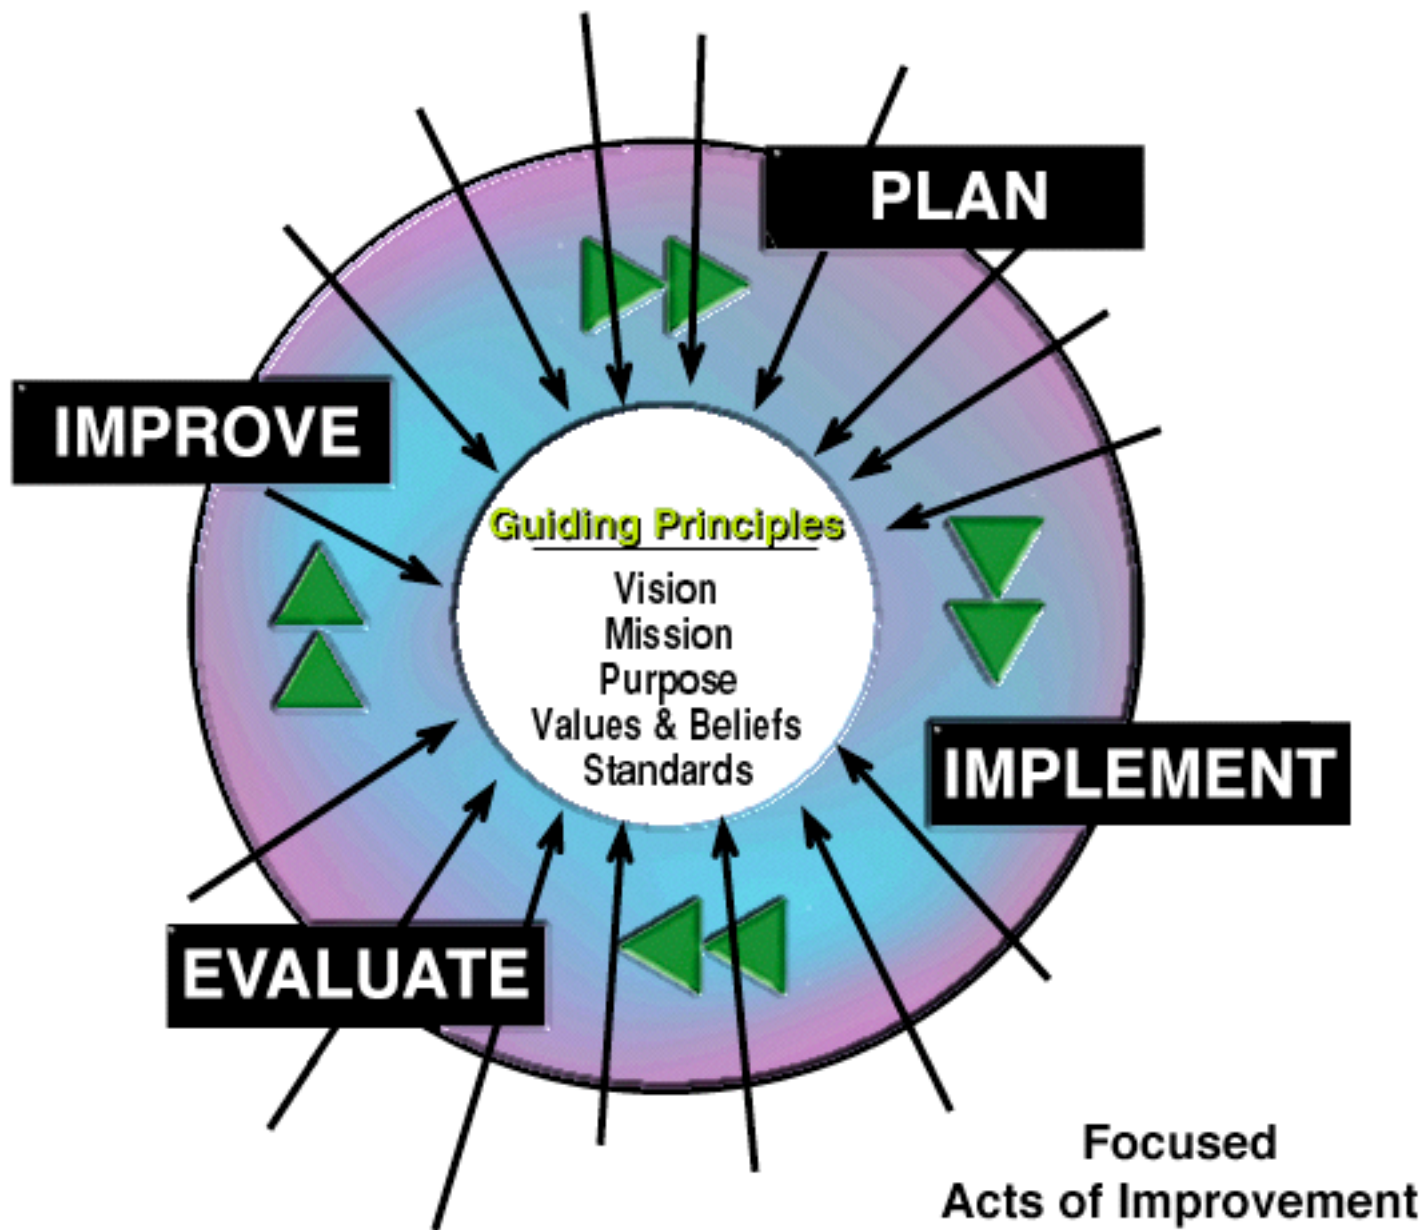 PLAN
IMPROVE
Guiding Principles
Vision
Mission
Purpose
Values & Beliefs
Standards
IMPLEMENT
EVALUATE
Focused
Acts of Improvement